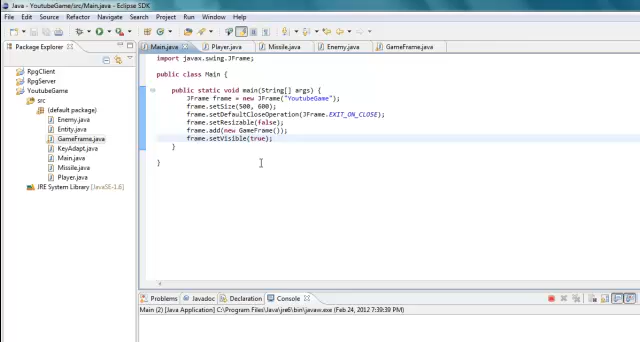 Java - YoutubeGame/src/Main.java - Eclipse SDK
File Edit Source Refactor Navigate Search Project Run Window Help
Package Explorer
RpgClient
RpgServer
YoutubeGame
src
(default package)
Enemy.java
Entity.java
GameFrame.java
KeyAdapt.java
Main.java
Missile.java
Player.java
JRE System Library [JavaSE-1.6]
Main.java Player.java Missile.java Enemy.java GameFrame.java
import javax.swing.JFrame;
public class Main {
public static void main(String[] args) {
JFrame frame = new JFrame("YoutubeGame");
frame.setSize(500, 600);
frame.setDefaultCloseOperation(JFrame.EXIT_ON_CLOSE);
frame.setResizable(false);
frame.add(new GameFrame());
frame.setVisible(true);
}
}
Problems Javadoc Declaration Console
Main (2) [Java Application] C:\Program Files\Java\jre6\bin\javaw.exe (Feb 24, 2012 7:39:39 PM)